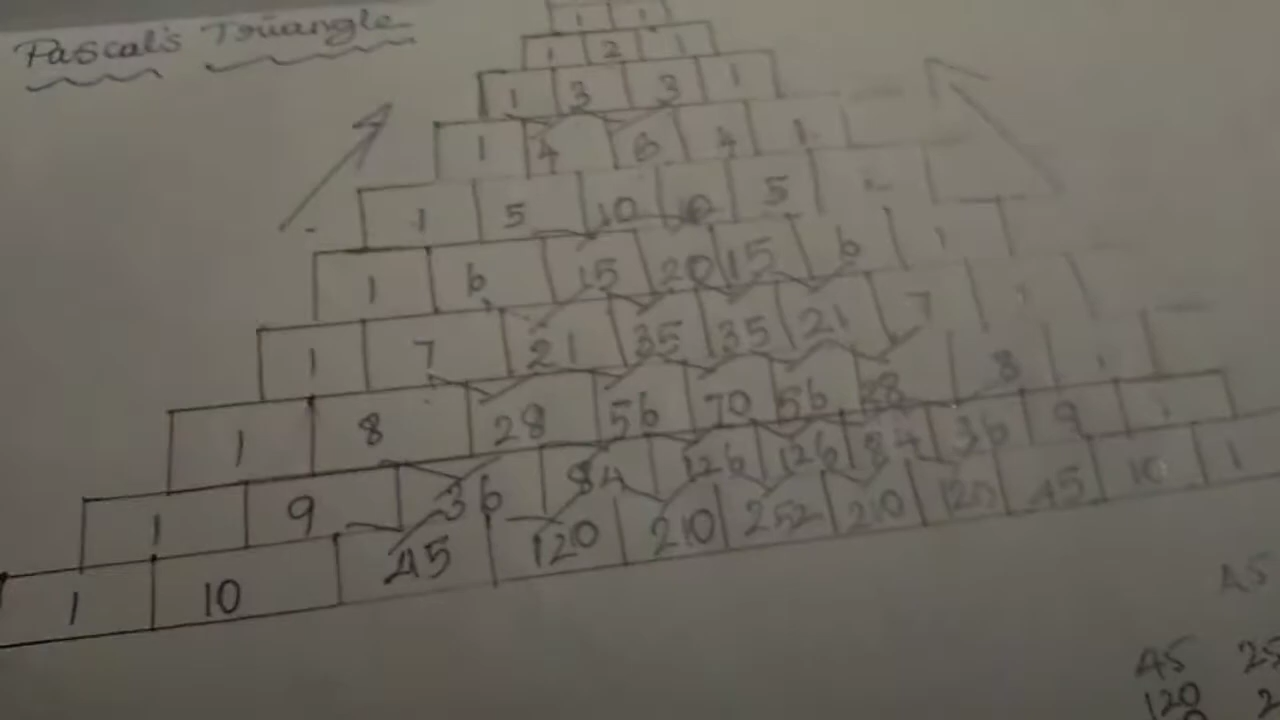 Pascal's Triangle
1 1
1 2 1
1 3 3 1
1 4 6 4 1
1 5 10 10 5
1 6 15 20 15 6 1
1 7 21 35 35 21 7 1
1 8 28 56 70 56 28 8 1
1 9 36 84 126 126 84 36 9 1
1 10 45 120 210 252 210 120 45 10 1
45
45 25
120 2